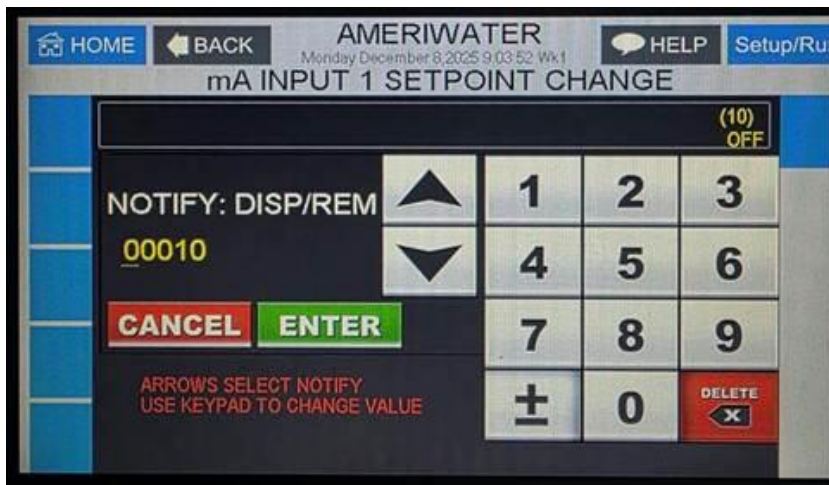 HOME
BACK
AMERIWATER
Monday December 8,2025 9:03:52 Wk1
HELP
Setup/Ru
mA INPUT 1 SETPOINT CHANGE
(10)
OFF
NOTIFY: DISP/REM
00010
CANCEL
ENTER
ARROWS SELECT NOTIFY
USE KEYPAD TO CHANGE VALUE
1 2 3
4 5 6
7 8 9
± 0 DELETE
X